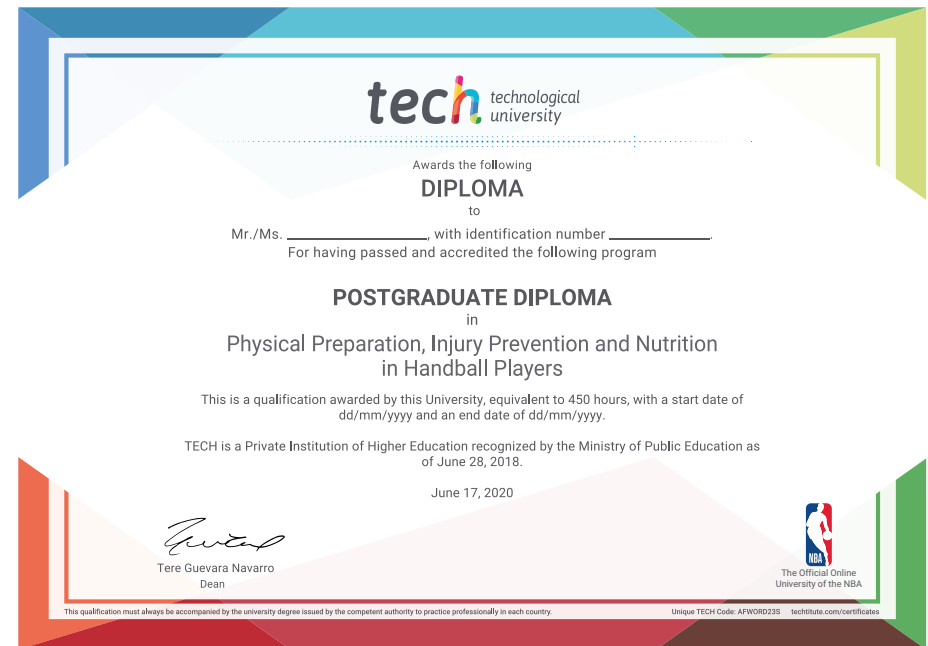 tech technological
university
Awards the following
DIPLOMA
to
Mr./Ms. ____________________, with identification number ______________.
For having passed and accredited the following program
POSTGRADUATE DIPLOMA
in
Physical Preparation, Injury Prevention and Nutrition
in Handball Players
This is a qualification awarded by this University, equivalent to 450 hours, with a start date of
dd/mm/yyyy and an end date of dd/mm/yyyy.
TECH is a Private Institution of Higher Education recognized by the Ministry of Public Education as
of June 28, 2018.
June 17, 2020
Tere Guevara Navarro
Dean
NBA
The Official Online
University of the NBA
This qualification must always be accompanied by the university degree issued by the competent authority to practice professionally in each country.
Unique TECH Code: AFWORD23S techtitute.com/certificates